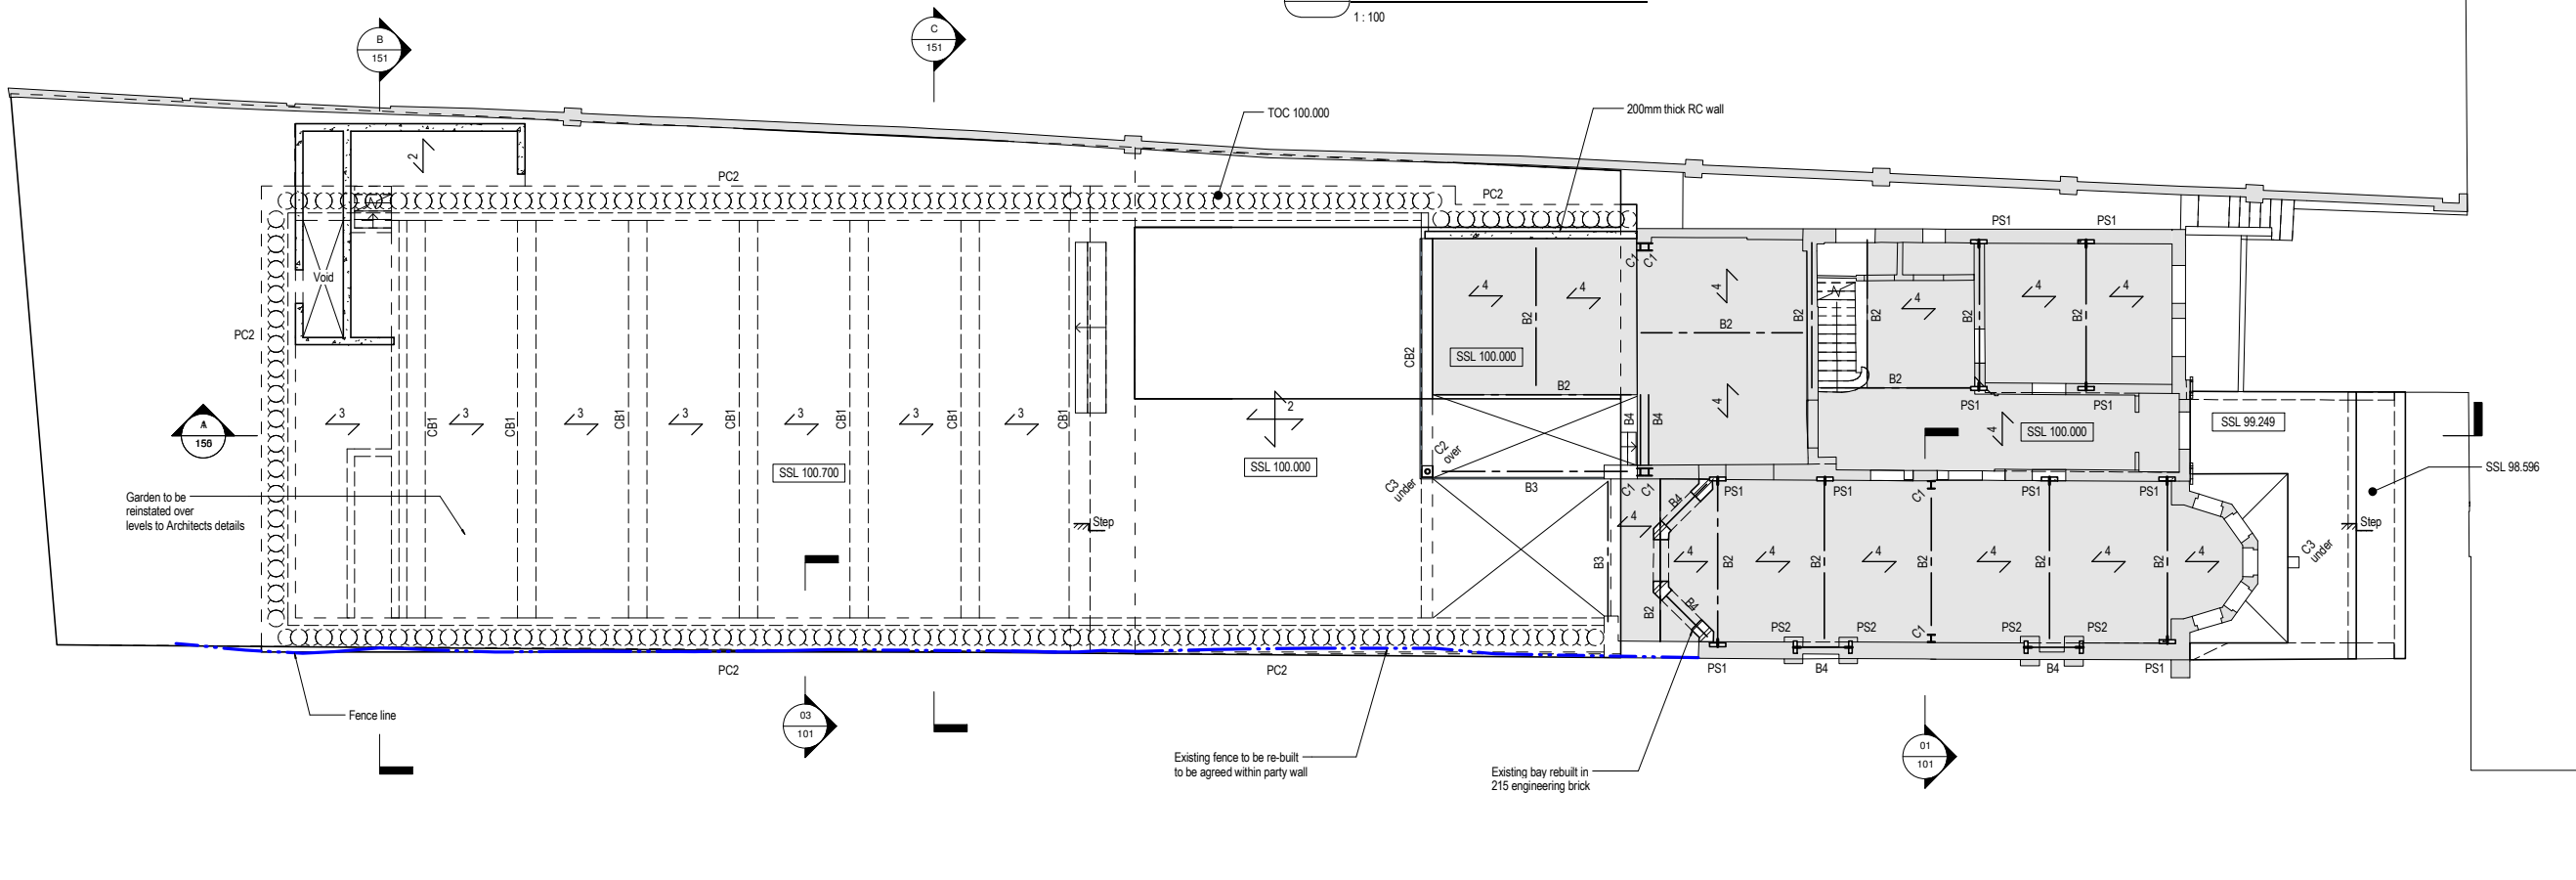 1 : 100
B
151
C
151
TOC 100.000
200mm thick RC wall
2
PC2
PC2
PS1
PS1
Void
PC2
C1
C1
4
4
4
4
4
4
B2
B2
B2
B2
B2
B2
SSL 100.000
CB2
B2
B2
4
3
3
3
3
3
3
3
2
CB1
CB1
CB1
CB1
CB1
CB1
CB1
B4
B4
PS1
PS1
4
SSL 100.000
SSL 99.249
A
156
SSL 100.700
SSL 100.000
C2
over
SSL 98.596
Garden to be
reinstated over
levels to Architects details
C3
under
B3
C1
C1
B4
PS1
PS1
C1
PS1
PS1
4
Step
Step
4
4
4
4
4
4
B3
B2
B2
B2
B2
B2
C3
under
B2
B4
C1
PS2
PS2
PS2
PS2
PC2
PC2
PS1
B4
B4
PS1
Fence line
03
101
01
101
Existing fence to be re-built
to be agreed within party wall
Existing bay rebuilt in
215 engineering brick